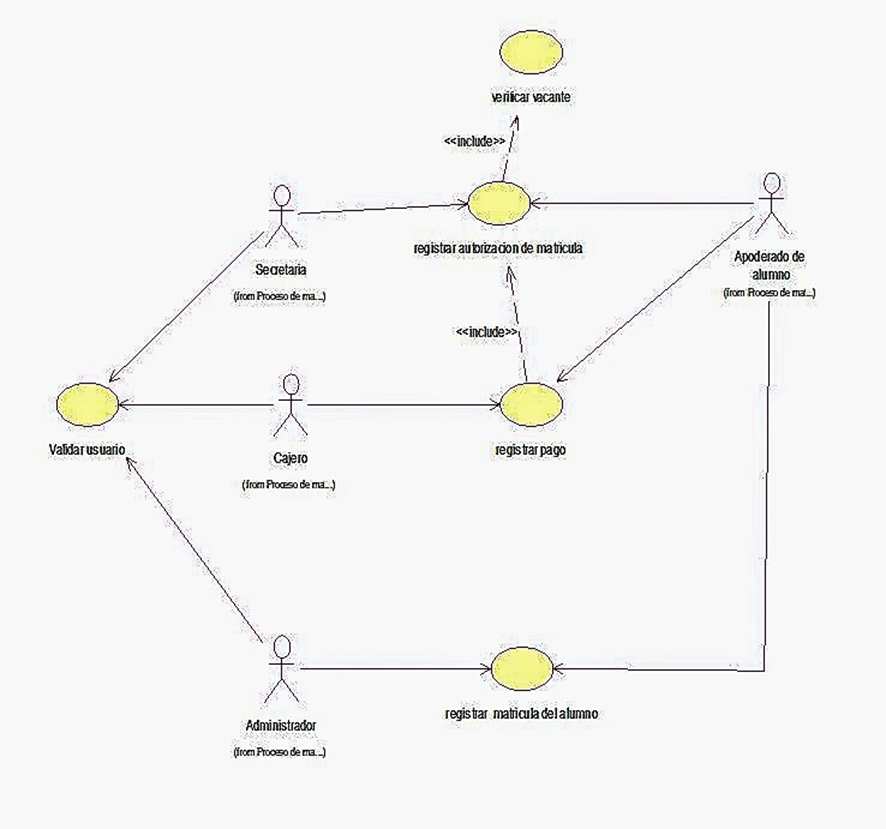 verificar vacante
<<include>>
registrar autorizacion de matricula
Secretaria
(from Proceso de ma...)
Apoderado de
alumno
(from Proceso de mat...)
<<include>>
Validar usuario
Cajero
(from Proceso de ma...)
registrar pago
Administrador
(from Proceso de ma...)
registrar matricula del alumno